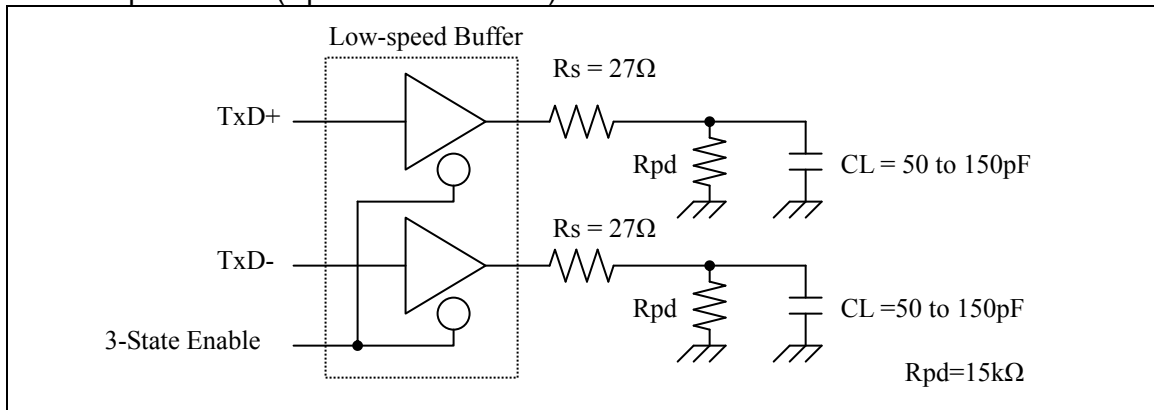 Low-speed Buffer
Rs = 27Ω
TxD+
Rpd
CL = 50 to 150pF
Rs = 27Ω
TxD-
Rpd
CL =50 to 150pF
3-State Enable
Rpd=15kΩ